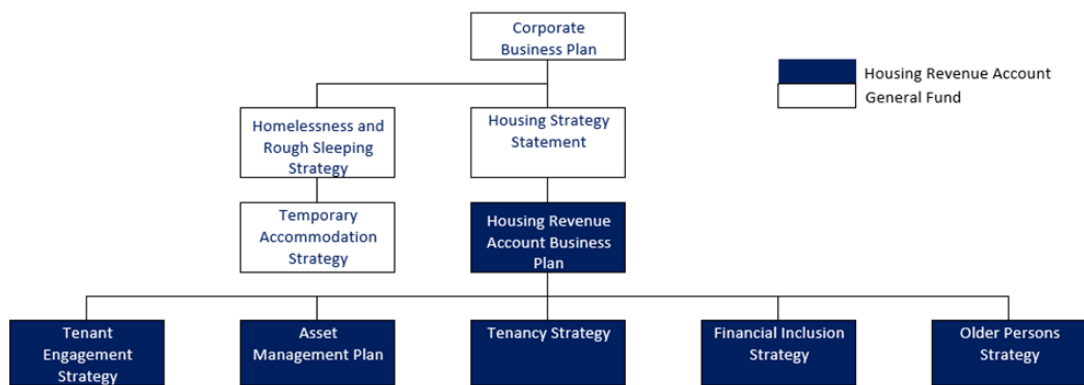 Corporate
Business Plan
Housing Revenue Account
General Fund
Homelessness and
Rough Sleeping
Strategy
Housing Strategy
Statement
Temporary
Accommodation
Strategy
Housing Revenue
Account Business
Plan
Tenant
Engagement
Strategy
Asset
Management Plan
Tenancy Strategy
Financial Inclusion
Strategy
Older Persons
Strategy